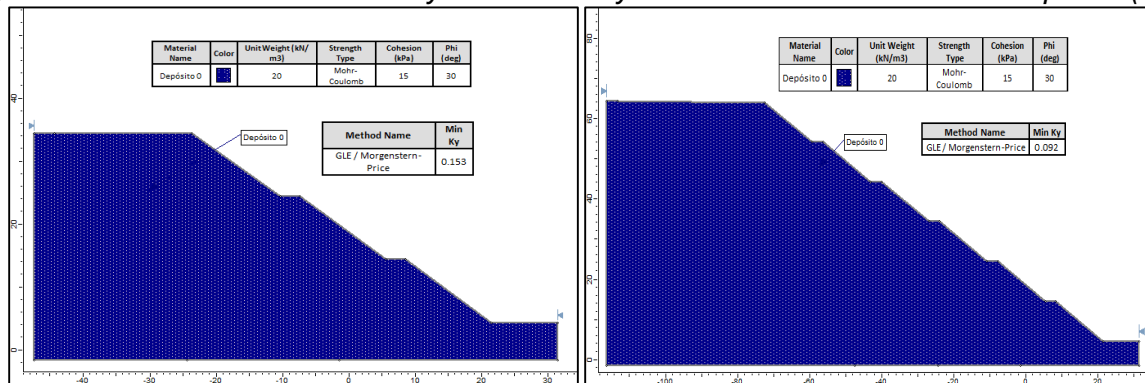 Material Name Color Unit Weight (kN/ m3) Strength Type Cohesion (kPa) Phi (deg)
Depósito 0 20 Mohr-Coulomb 15 30
Depósito 0
Method Name Min Ky
GLE / Morgenstern-Price 0.153
40
20
0
-40 -30 -20 -10 0 10 20 30
Material Name Color Unit Weight (kN/m3) Strength Type Cohesion (kPa) Phi (deg)
Depósito 0 20 Mohr-Coulomb 15 30
Depósito 0
Method Name Min Ky
GLE / Morgenstern-Price 0.092
80
60
40
20
0
-100 -80 -60 -40 -20 0 20